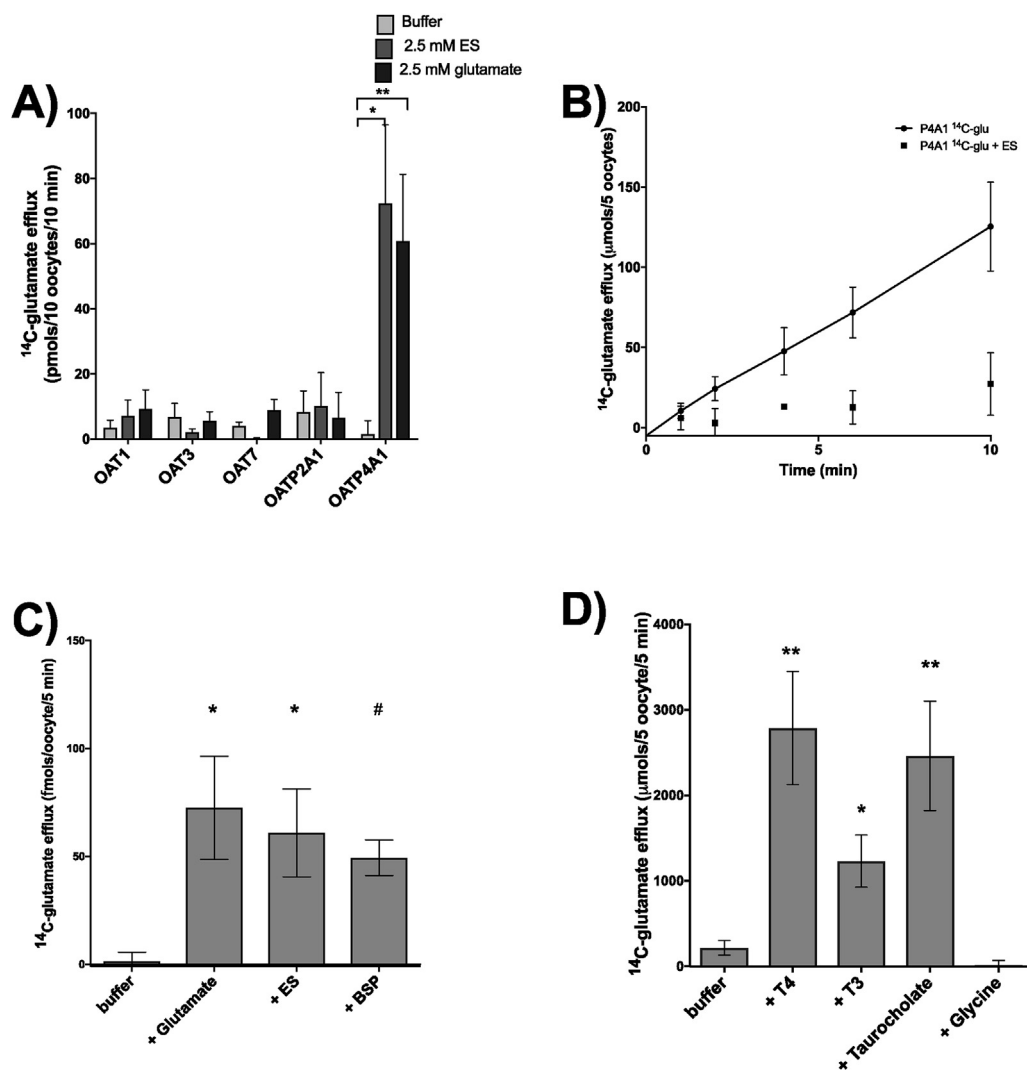 Buffer
2.5 mM ES
2.5 mM glutamate
A)
**
*
100
80
60
40
20
0
14C-glutamate efflux
(pmols/10 oocytes/10 min)
OAT1
OAT3
OAT7
OATP2A1
OATP4A1
B)
200
150
100
50
0
14C-glutamate efflux (μmols/5 oocytes)
P4A1 14C-glu
P4A1 14C-glu + ES
0
5
10
Time (min)
C)
150
100
50
0
14C-glutamate efflux (fmols/oocyte/5 min)
*
*
#
buffer
+ Glutamate
+ ES
+ BSP
D)
4000
3000
2000
1000
0
14C-glutamate efflux (μmols/5 oocyte/5 min)
**
*
**
buffer
+ T4
+ T3
+ Taurocholate
+ Glycine